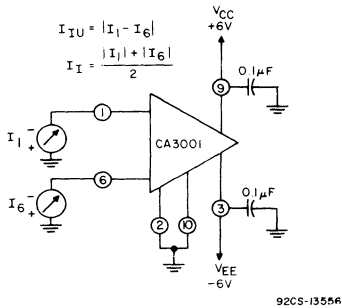 I_IU = |I_1 - I_6|
I_I = |I_1| + |I_6| / 2
V_CC
+6V
0.1µF
9
1
I_1
-
+
CA3001
6
I_6
-
+
2
10
0.1µF
3
V_EE
-6V
92CS-13556